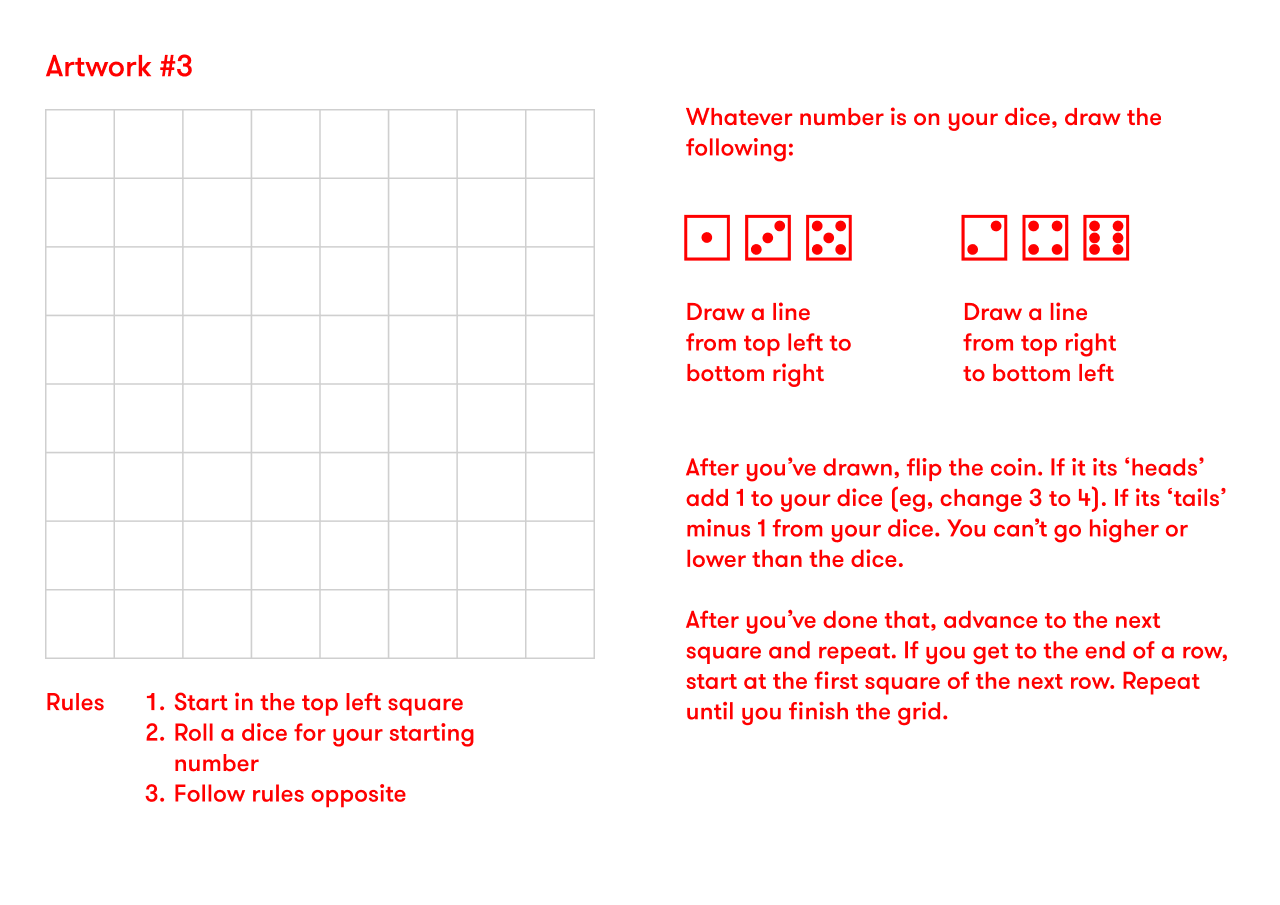 Artwork #3
Whatever number is on your dice, draw the
following:
Draw a line
from top left to
bottom right
Draw a line
from top right
to bottom left
After you’ve drawn, flip the coin. If it its ‘heads’
add 1 to your dice (eg, change 3 to 4). If its ‘tails’
minus 1 from your dice. You can’t go higher or
lower than the dice.
After you’ve done that, advance to the next
square and repeat. If you get to the end of a row,
start at the first square of the next row. Repeat
until you finish the grid.
Rules
1. Start in the top left square
2. Roll a dice for your starting
number
3. Follow rules opposite